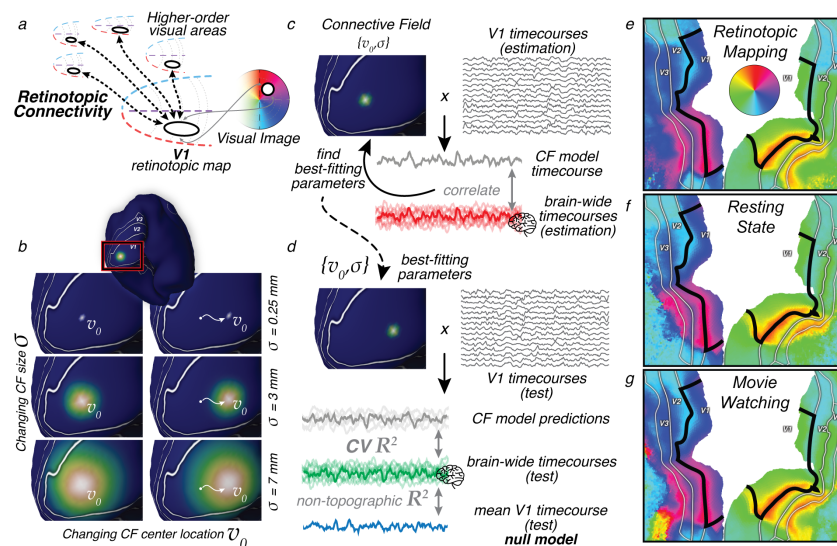 a
Higher-order
visual areas
Retinotopic
Connectivity
V1
retinotopic map
Visual Image
b
V3
V2
V1
Changing CF size σ
v0
v0
σ = 0.25 mm
v0
v0
σ = 3 mm
v0
v0
σ = 7 mm
Changing CF center location v0
c
Connective Field
{v0,σ}
V1 timecourses
(estimation)
x
find
best-fitting
parameters
CF model
timecourse
correlate
brain-wide
timecourses
(estimation)
d
{v0,σ}
best-fitting
parameters
x
V1 timecourses
(test)
CF model predictions
CV R²
brain-wide timecourses
(test)
non-topographic R²
mean V1 timecourse
(test)
null model
e
Retinotopic
Mapping
V3
V2
V1
V1
V2
f
Resting
State
V3
V2
V1
V1
V2
g
Movie
Watching
V3
V2
V1
V1
V2